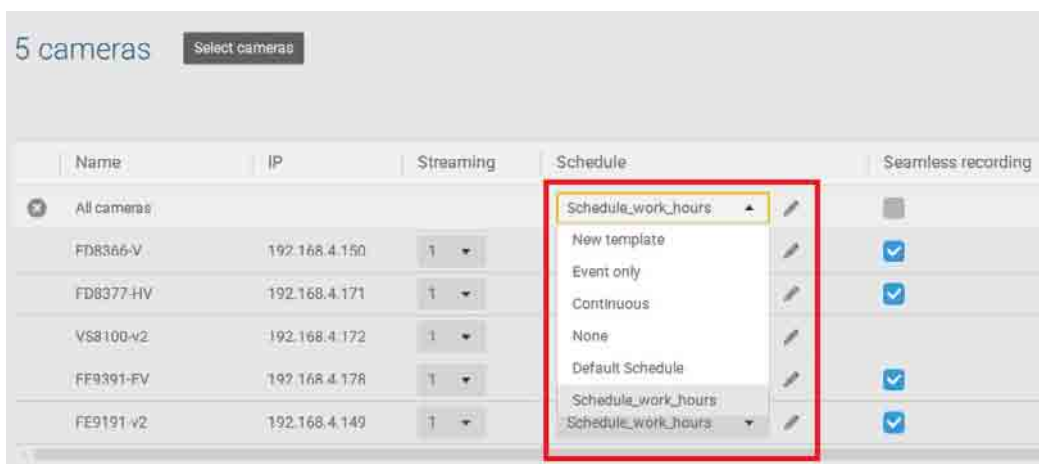 5 cameras Select cameras
Name IP Streaming Schedule Seamless recording
All cameras Schedule_work_hours
New template
FD8366-V 192.168.4.150 1
Event only
FD8377-HV 192.168.4.171 1
Continuous
VS8100-v2 192.168.4.172 1
None
Default Schedule
FE9391-EV 192.168.4.178 1
Schedule_work_hours
FE9191-v2 192.168.4.149 1 Schedule_work_hours